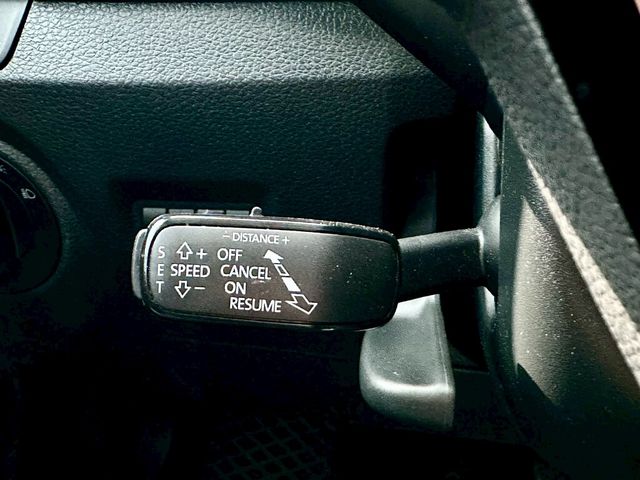 - DISTANCE +
S + OFF
E SPEED CANCEL
T - ON
RESUME